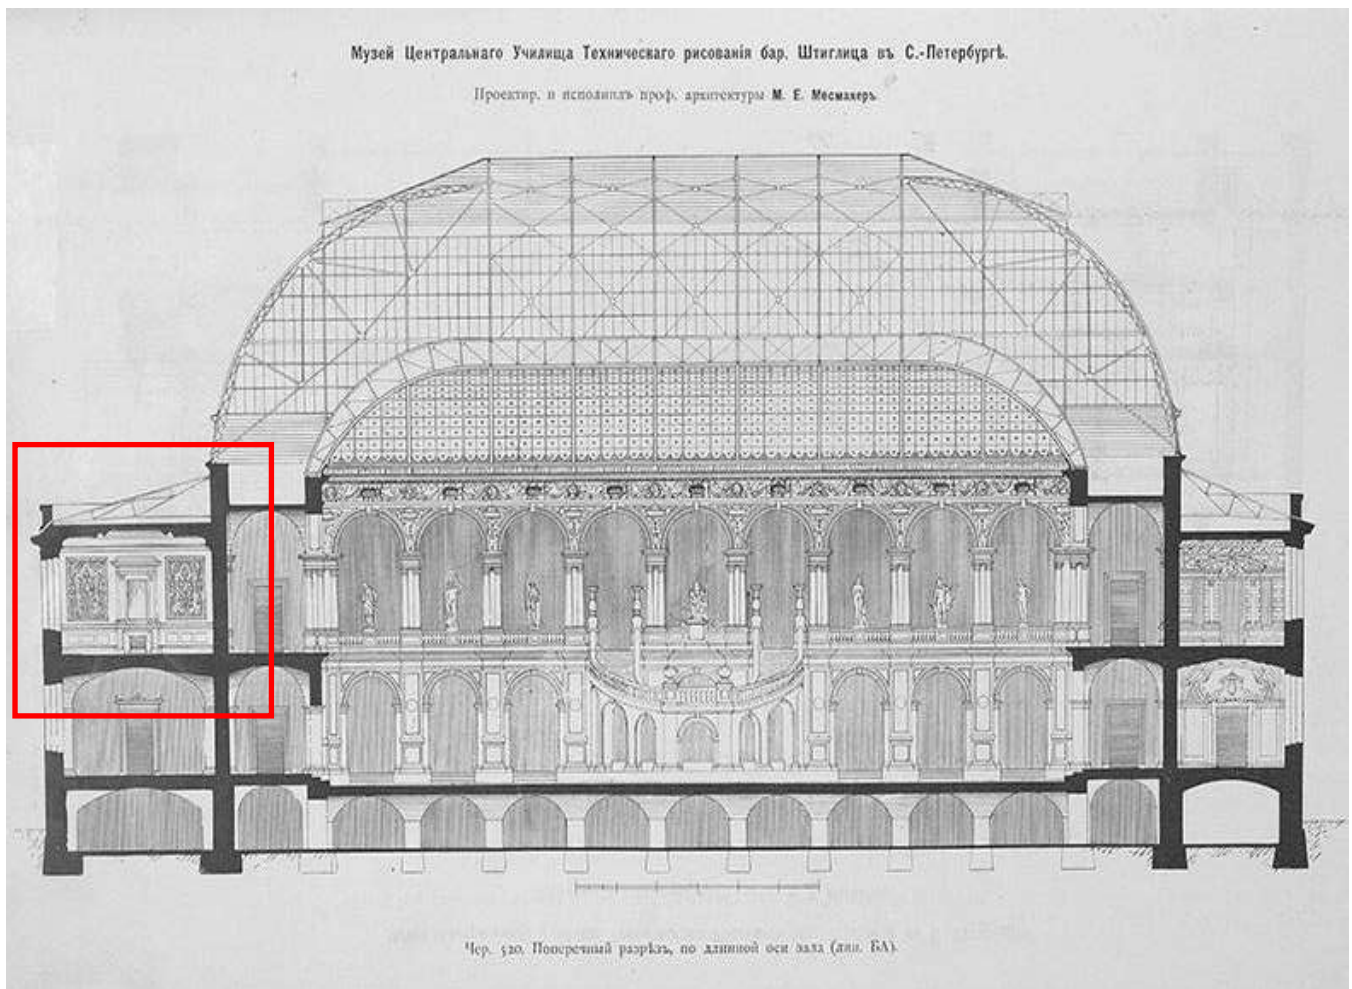 Музей Центральнаго Училища Техническаго рисованія бар. Штиглица въ С.-Петербургѣ.
Проектир. и исполнилъ проф. архитектуры М. Е. Месмахеръ
Чер. 520. Поперечный разрѣзъ, по длинной оси зала (лин. БА).